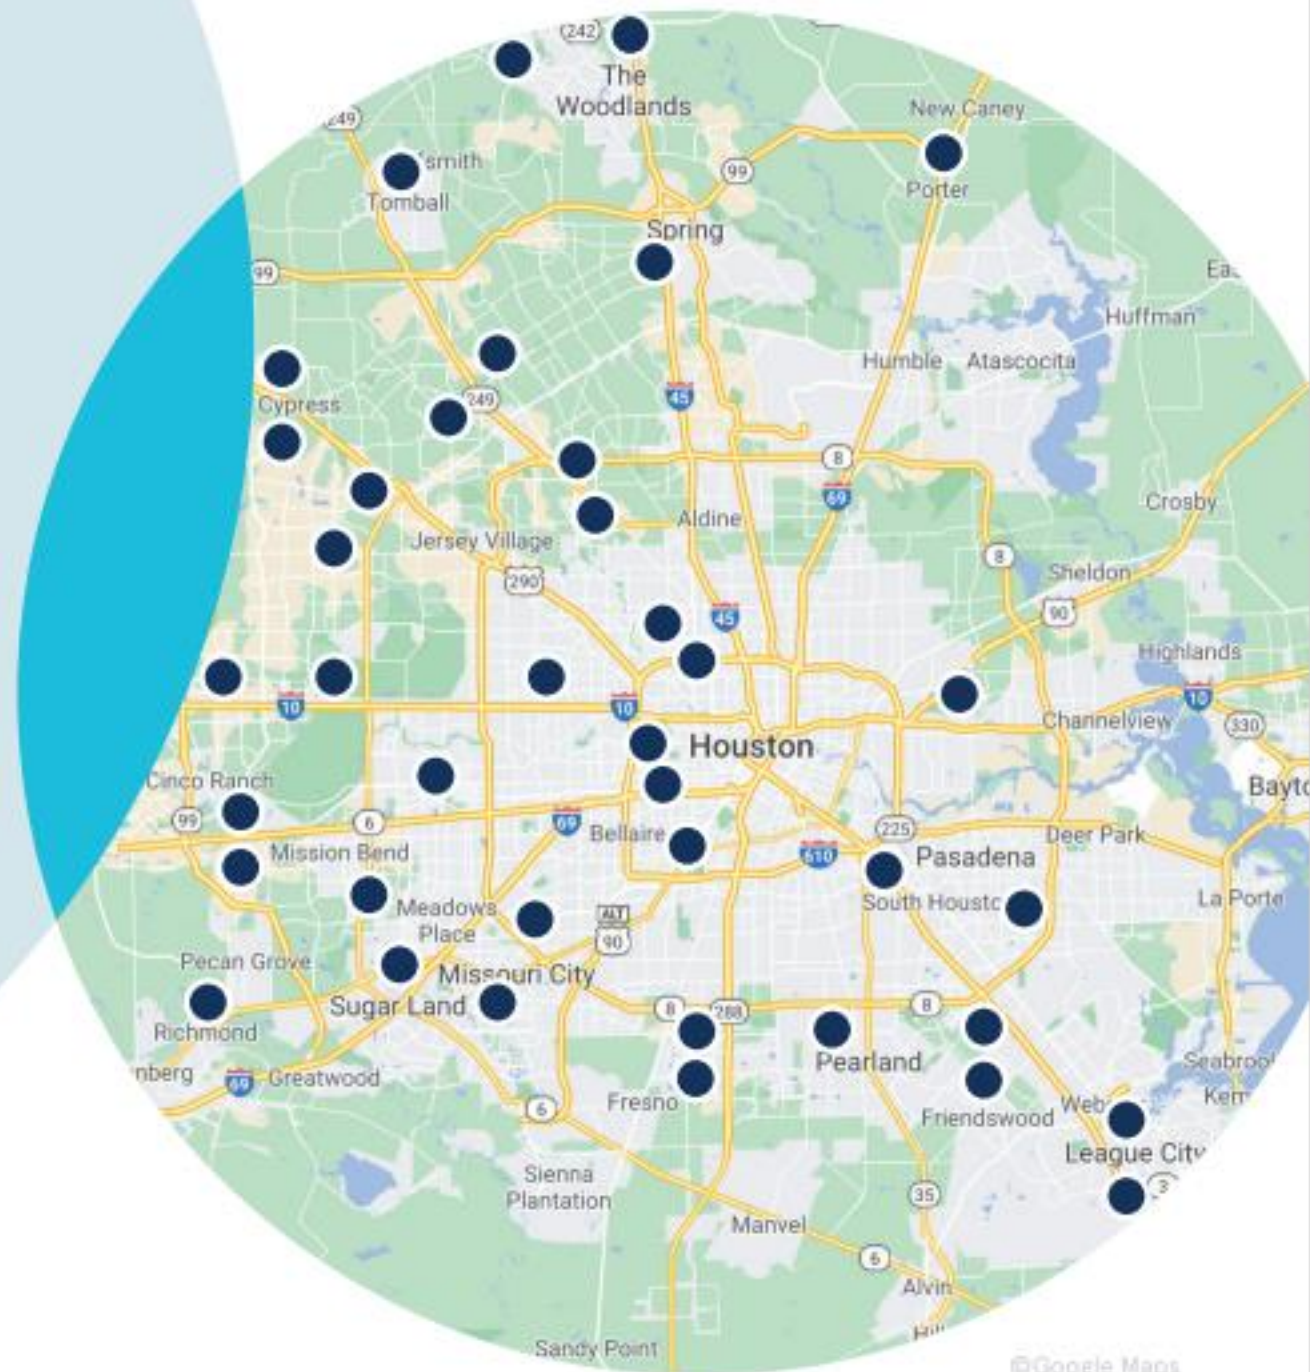 242
The
Woodlands
249
New Caney
smith
99
Tomball
Porter
Spring
99
Huffman
Humble
Atascocita
45
Cypress
249
8
69
Crosby
Aldine
Jersey Village
8
290
Sheldon
90
45
Highlands
10
10
10
330
Channelview
Houston
Cinco Ranch
99
6
69
Bellaire
225
Deer Park
Mission Bend
610
Pasadena
South Houstc
La Porte
Meadows
Place
ALT
90
Pecan Grove
Missouri City
Sugar Land
8
288
8
Richmond
Pearland
nberg
69
Greatwood
Fresno
Friendswood
Web
League City
6
Sienna
Plantation
35
3
Manvel
6
Alvin
Sandy Point
©Google Maps